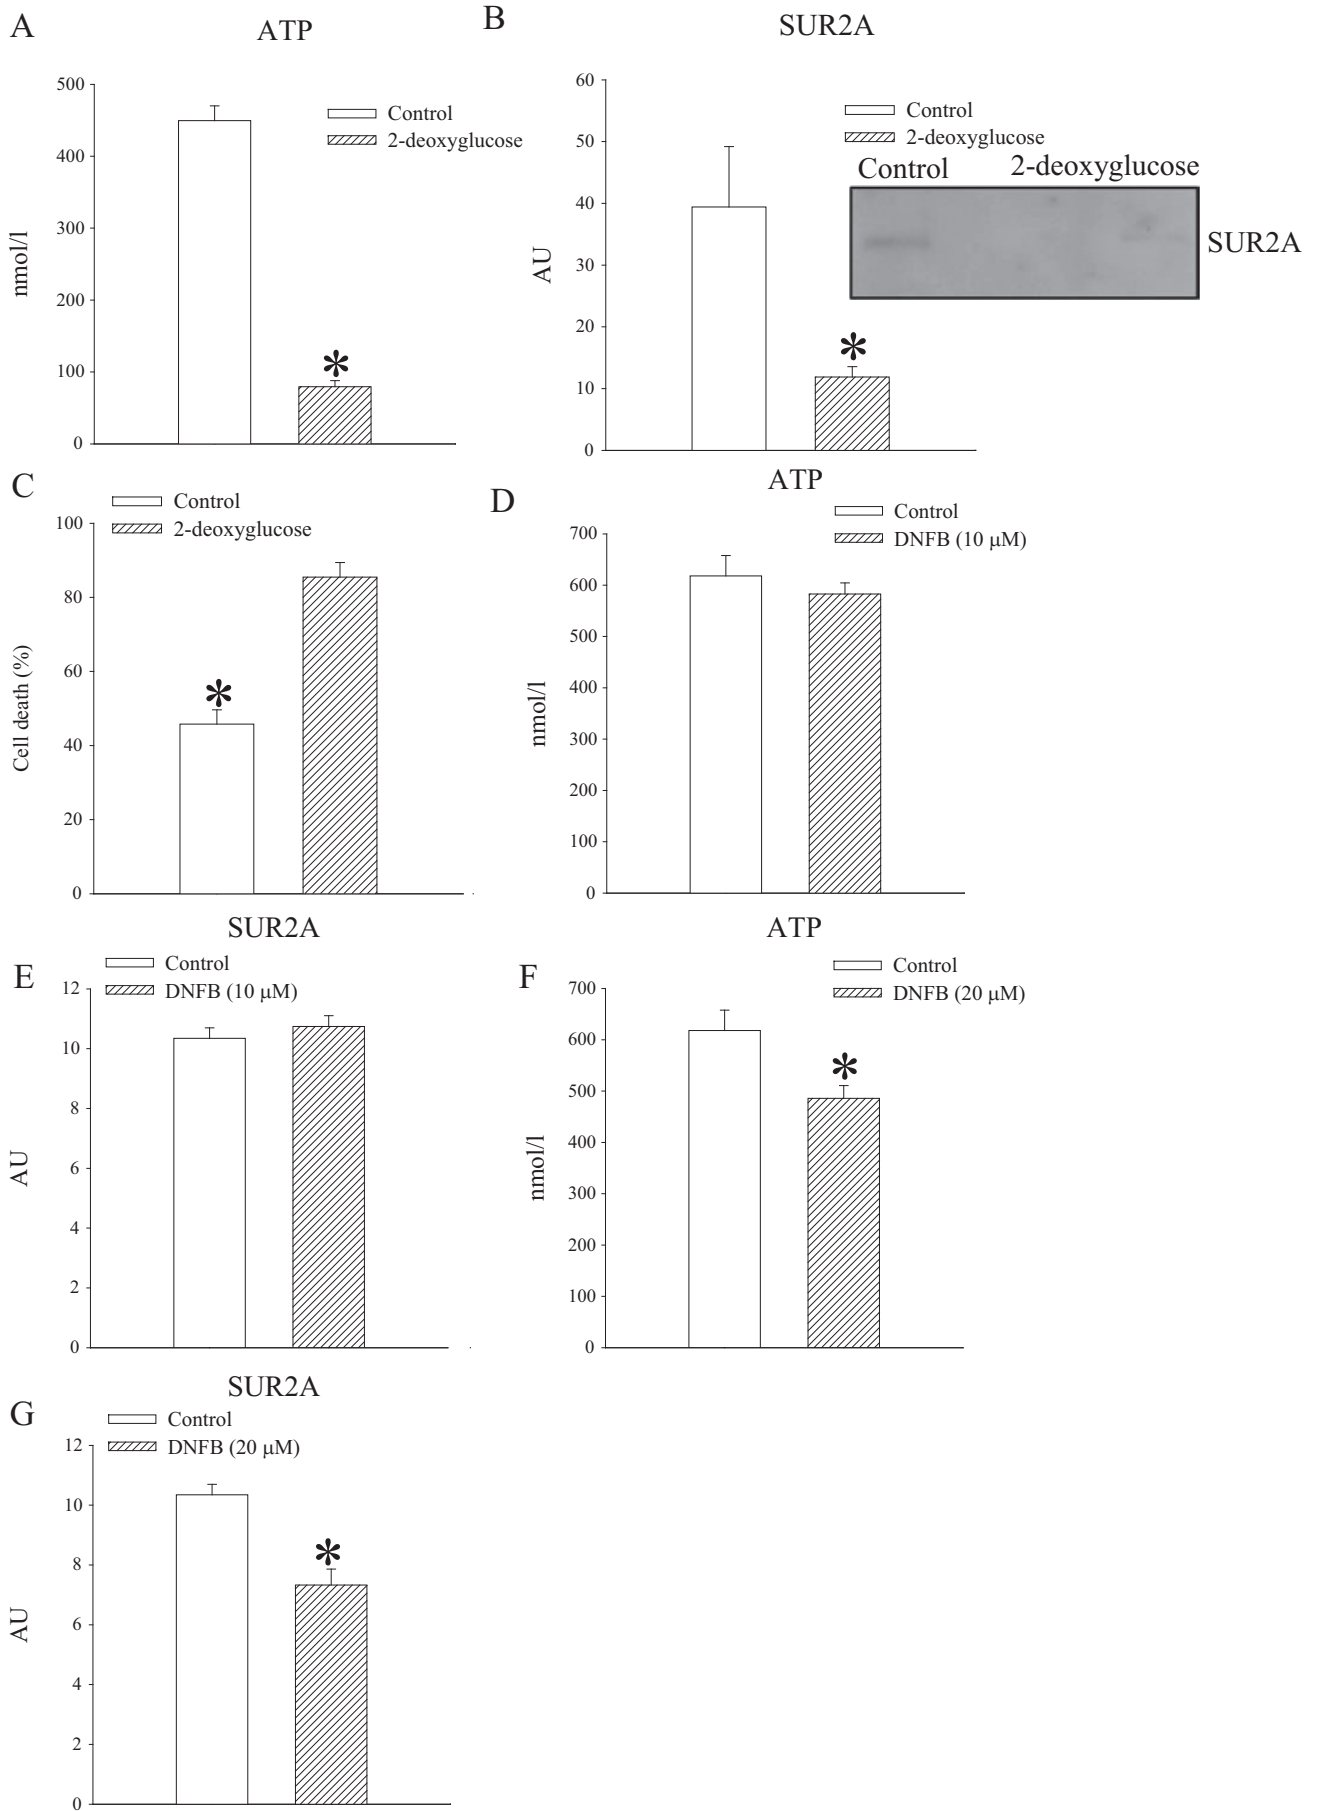 A
ATP
500
400
300
200
100
0
nmol/l
Control
2-deoxyglucose
*
B
SUR2A
60
50
40
30
20
10
0
AU
Control
2-deoxyglucose
Control 2-deoxyglucose
SUR2A
*
C
Control
2-deoxyglucose
100
80
60
40
20
0
Cell death (%)
*
D
ATP
Control
DNFB (10 μM)
700
600
500
400
300
200
100
0
nmol/l
E
SUR2A
Control
DNFB (10 μM)
12
10
8
6
4
2
0
AU
F
ATP
Control
DNFB (20 μM)
700
600
500
400
300
200
100
0
nmol/l
*
G
SUR2A
Control
DNFB (20 μM)
12
10
8
6
4
2
0
AU
*